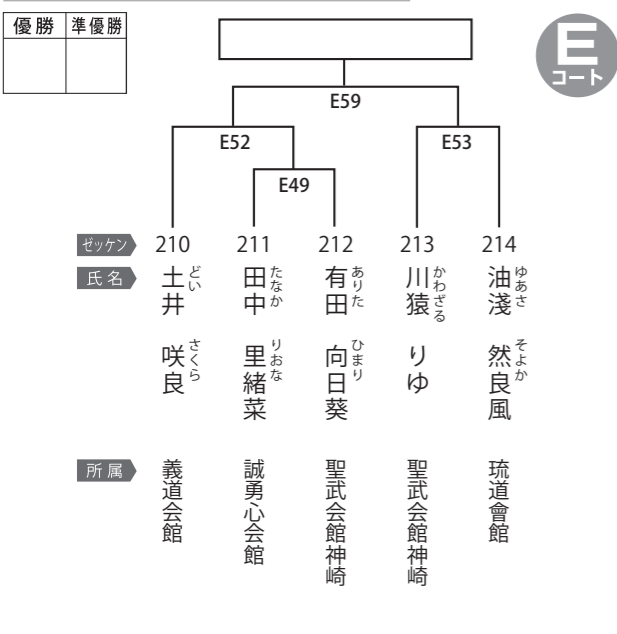 優勝 準優勝
E
コート
E59
E52
E53
E49
ゼッケン 210 211 212 213 214
氏名
土井 咲良
どい さくら
田中 里緒菜
たなか りおな
有田 向日葵
ありた ひまり
川猿 りゆ
かわざる
油淺 然良風
ゆあさ そよか
所属
義道会館
誠勇心会館
聖武会館神崎
聖武会館神崎
琉道會館